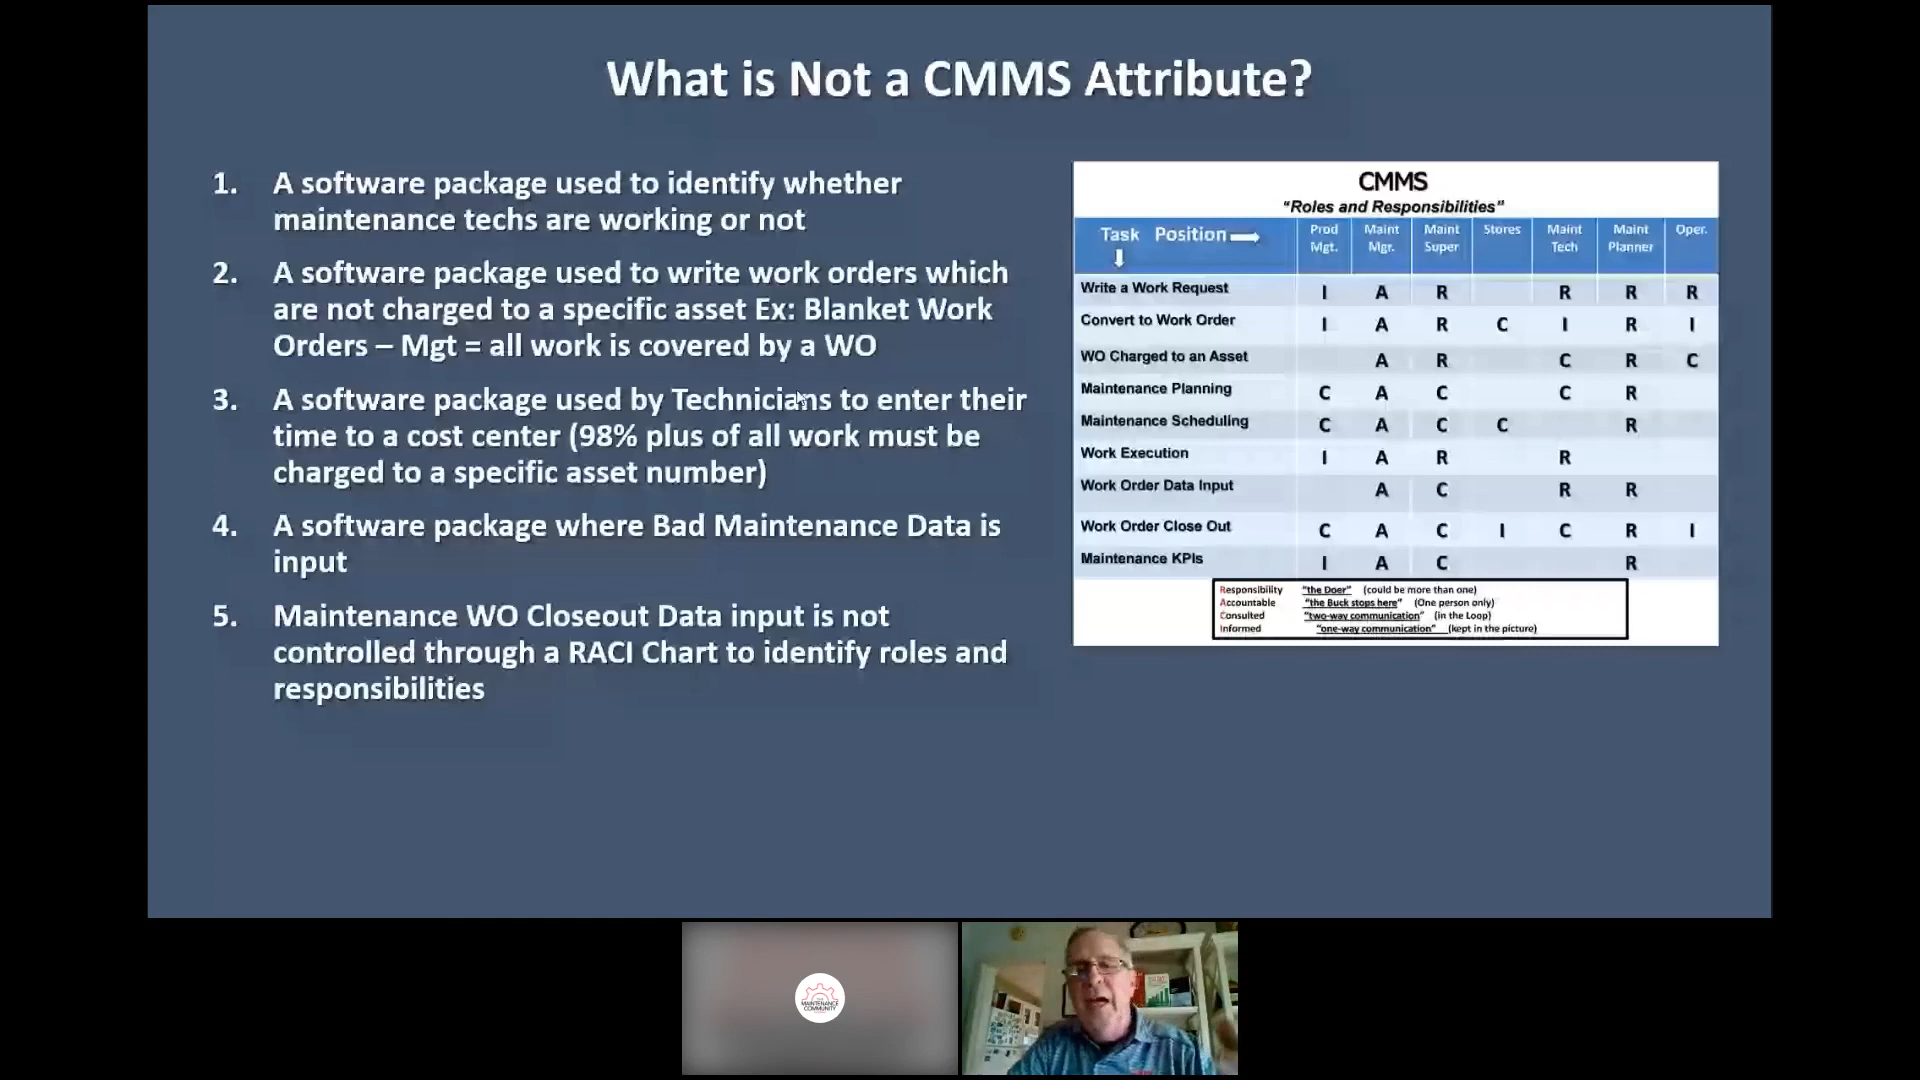 What is Not a CMMS Attribute?
1. A software package used to identify whether
maintenance techs are working or not
2. A software package used to write work orders which
are not charged to a specific asset Ex: Blanket Work
Orders – Mgt = all work is covered by a WO
3. A software package used by Technicians to enter their
time to a cost center (98% plus of all work must be
charged to a specific asset number)
4. A software package where Bad Maintenance Data is
input
5. Maintenance WO Closeout Data input is not
controlled through a RACI Chart to identify roles and
responsibilities
CMMS
"Roles and Responsibilities"
Task Position Prod Mgt. Maint Mgr. Maint Super Stores Maint Tech Maint Planner Oper.
Write a Work Request I A R R R R
Convert to Work Order I A R C I R I
WO Charged to an Asset A R C R C
Maintenance Planning C A C C R
Maintenance Scheduling C A C C R
Work Execution I A R R
Work Order Data Input A C R R
Work Order Close Out C A C I C R I
Maintenance KPIs I A C R
Responsibility "the Doer" (could be more than one)
Accountable "the Buck stops here" (One person only)
Consulted "two-way communication" (in the Loop)
Informed "one-way communication" (kept in the picture)
MAINTENANCE
COMMUNITY